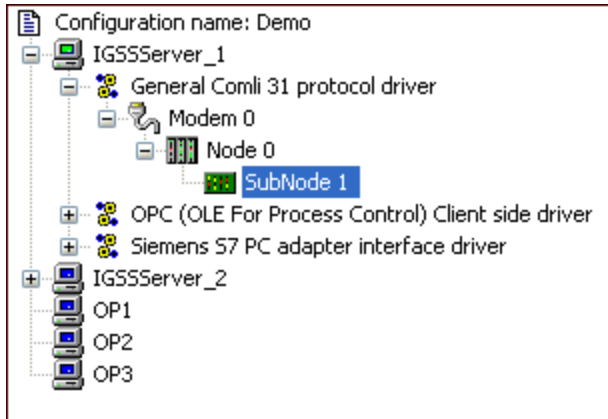 Configuration name: Demo
IGSSServer_1
General Comli 31 protocol driver
Modem 0
Node 0
SubNode 1
OPC (OLE For Process Control) Client side driver
Siemens S7 PC adapter interface driver
IGSSServer_2
OP1
OP2
OP3